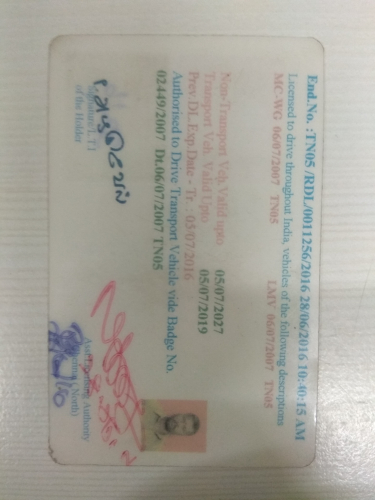 End.No. :TN05 /RDL/0011256/2016 28/06/2016 10:40:15 AM
Licensed to drive throughout India, vehicles of the following descriptions
MC-WG 06/07/2007 TN05 LMV 06/07/2007 TN05
Non-Transport Veh.Valid upto 05/07/2027
Transport Veh. Valid Upto 05/07/2019
Prev.DL.Exp.Date - Tr. : 05-07-2016
Authorised to Drive Transport Vehicle vide Badge No.
02449/2007 Dt.06/07/2007 TN05
Signature/L.T.I
of the Holder
Authority
(North)